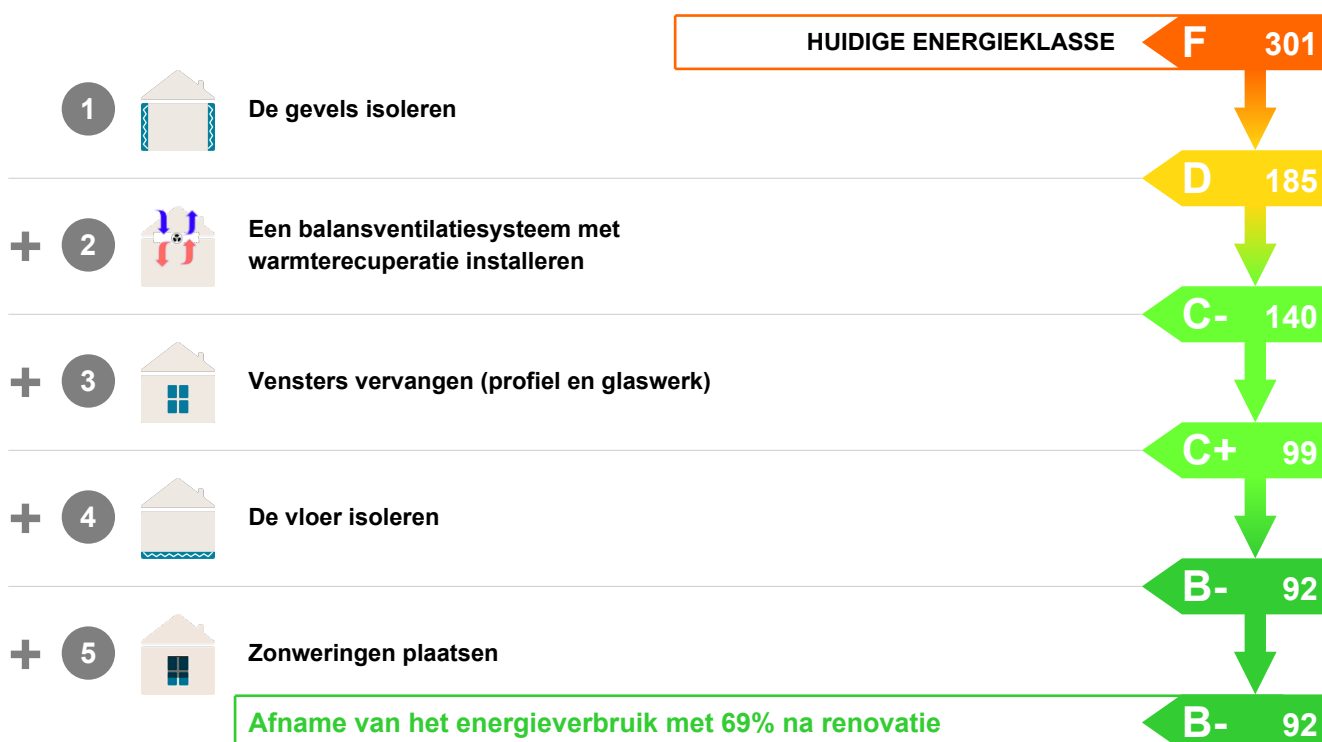 HUIDIGE ENERGIEKLASSE F 301
1 De gevels isoleren
D 185
+ 2 Een balansventilatiesysteem met
warmterecuperatie installeren
C- 140
+ 3 Vensters vervangen (profiel en glaswerk)
C+ 99
+ 4 De vloer isoleren
B- 92
+ 5 Zonweringen plaatsen
Afname van het energieverbruik met 69% na renovatie B- 92